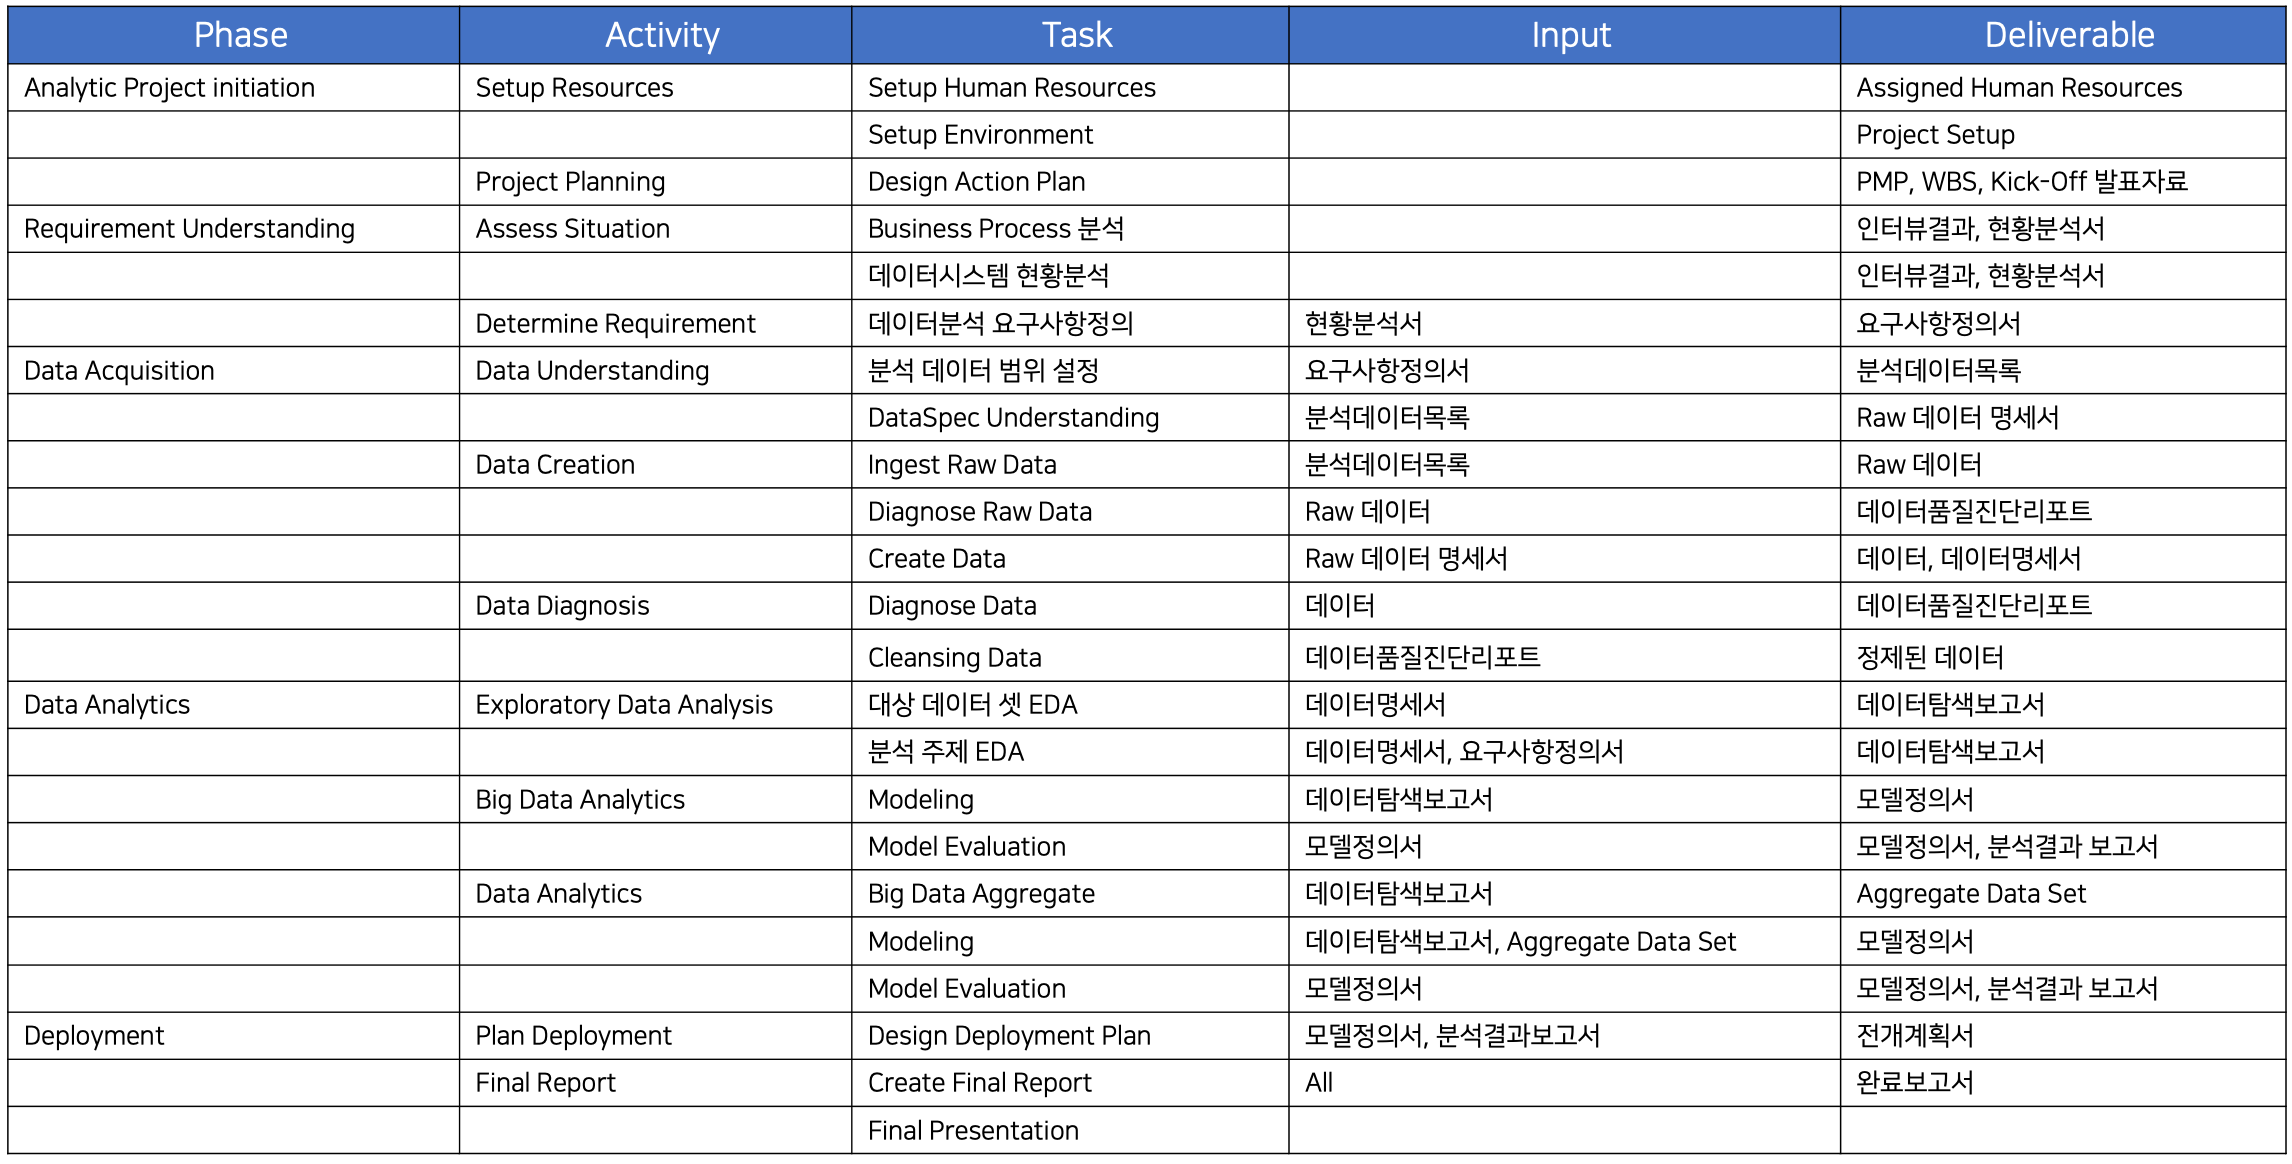 Phase Activity Task Input Deliverable
Analytic Project initiation Setup Resources Setup Human Resources Assigned Human Resources
Setup Environment Project Setup
Project Planning Design Action Plan PMP, WBS, Kick-Off 발표자료
Requirement Understanding Assess Situation Business Process 분석 인터뷰결과, 현황분석서
데이터시스템 현황분석 인터뷰결과, 현황분석서
Determine Requirement 데이터분석 요구사항정의 현황분석서 요구사항정의서
Data Acquisition Data Understanding 분석 데이터 범위 설정 요구사항정의서 분석데이터목록
DataSpec Understanding 분석데이터목록 Raw 데이터 명세서
Data Creation Ingest Raw Data 분석데이터목록 Raw 데이터
Diagnose Raw Data Raw 데이터 데이터품질진단리포트
Create Data Raw 데이터 명세서 데이터, 데이터명세서
Data Diagnosis Diagnose Data 데이터 데이터품질진단리포트
Cleansing Data 데이터품질진단리포트 정제된 데이터
Data Analytics Exploratory Data Analysis 대상 데이터 셋 EDA 데이터명세서 데이터탐색보고서
분석 주제 EDA 데이터명세서, 요구사항정의서 데이터탐색보고서
Big Data Analytics Modeling 데이터탐색보고서 모델정의서
Model Evaluation 모델정의서 모델정의서, 분석결과 보고서
Data Analytics Big Data Aggregate 데이터탐색보고서 Aggregate Data Set
Modeling 데이터탐색보고서, Aggregate Data Set 모델정의서
Model Evaluation 모델정의서 모델정의서, 분석결과 보고서
Deployment Plan Deployment Design Deployment Plan 모델정의서, 분석결과보고서 전개계획서
Final Report Create Final Report All 완료보고서
Final Presentation